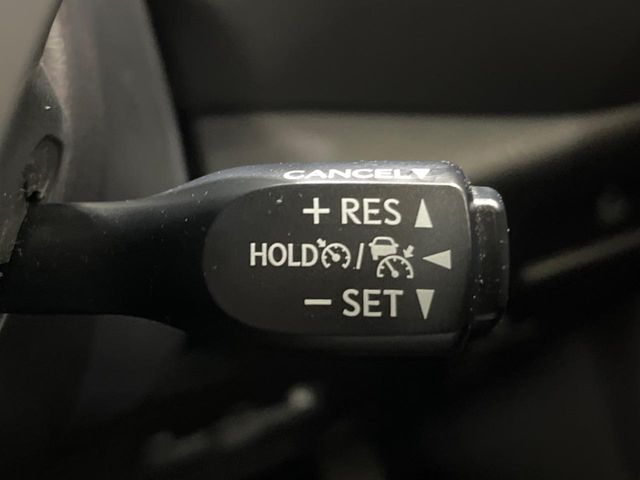 CANCEL
+ RES
HOLD /
− SET